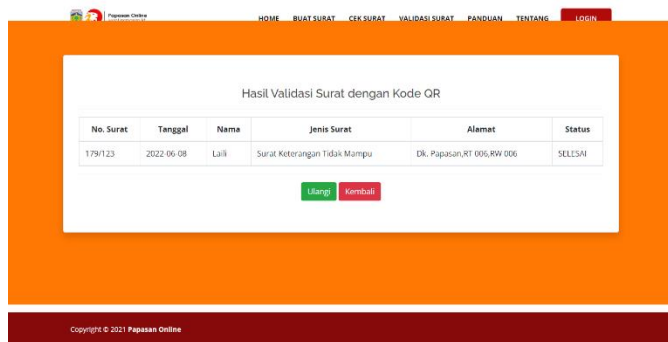 Papasan Online
HOME BUAT SURAT CEK SURAT VALIDASI SURAT PANDUAN TENTANG LOGIN
Hasil Validasi Surat dengan Kode QR
No. Surat Tanggal Nama Jenis Surat Alamat Status
179/123 2022-06-08 Laili Surat Keterangan Tidak Mampu Dk. Papasan,RT 006,RW 006 SELESAI
Ulangi Kembali
Copyright © 2021 Papasan Online